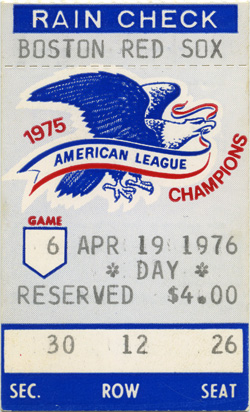 RAIN CHECK
BOSTON RED SOX
1975
AMERICAN LEAGUE
CHAMPIONS
GAME
6 APR 19 1976
* DAY *
RESERVED $4.00
30 12 26
SEC. ROW SEAT